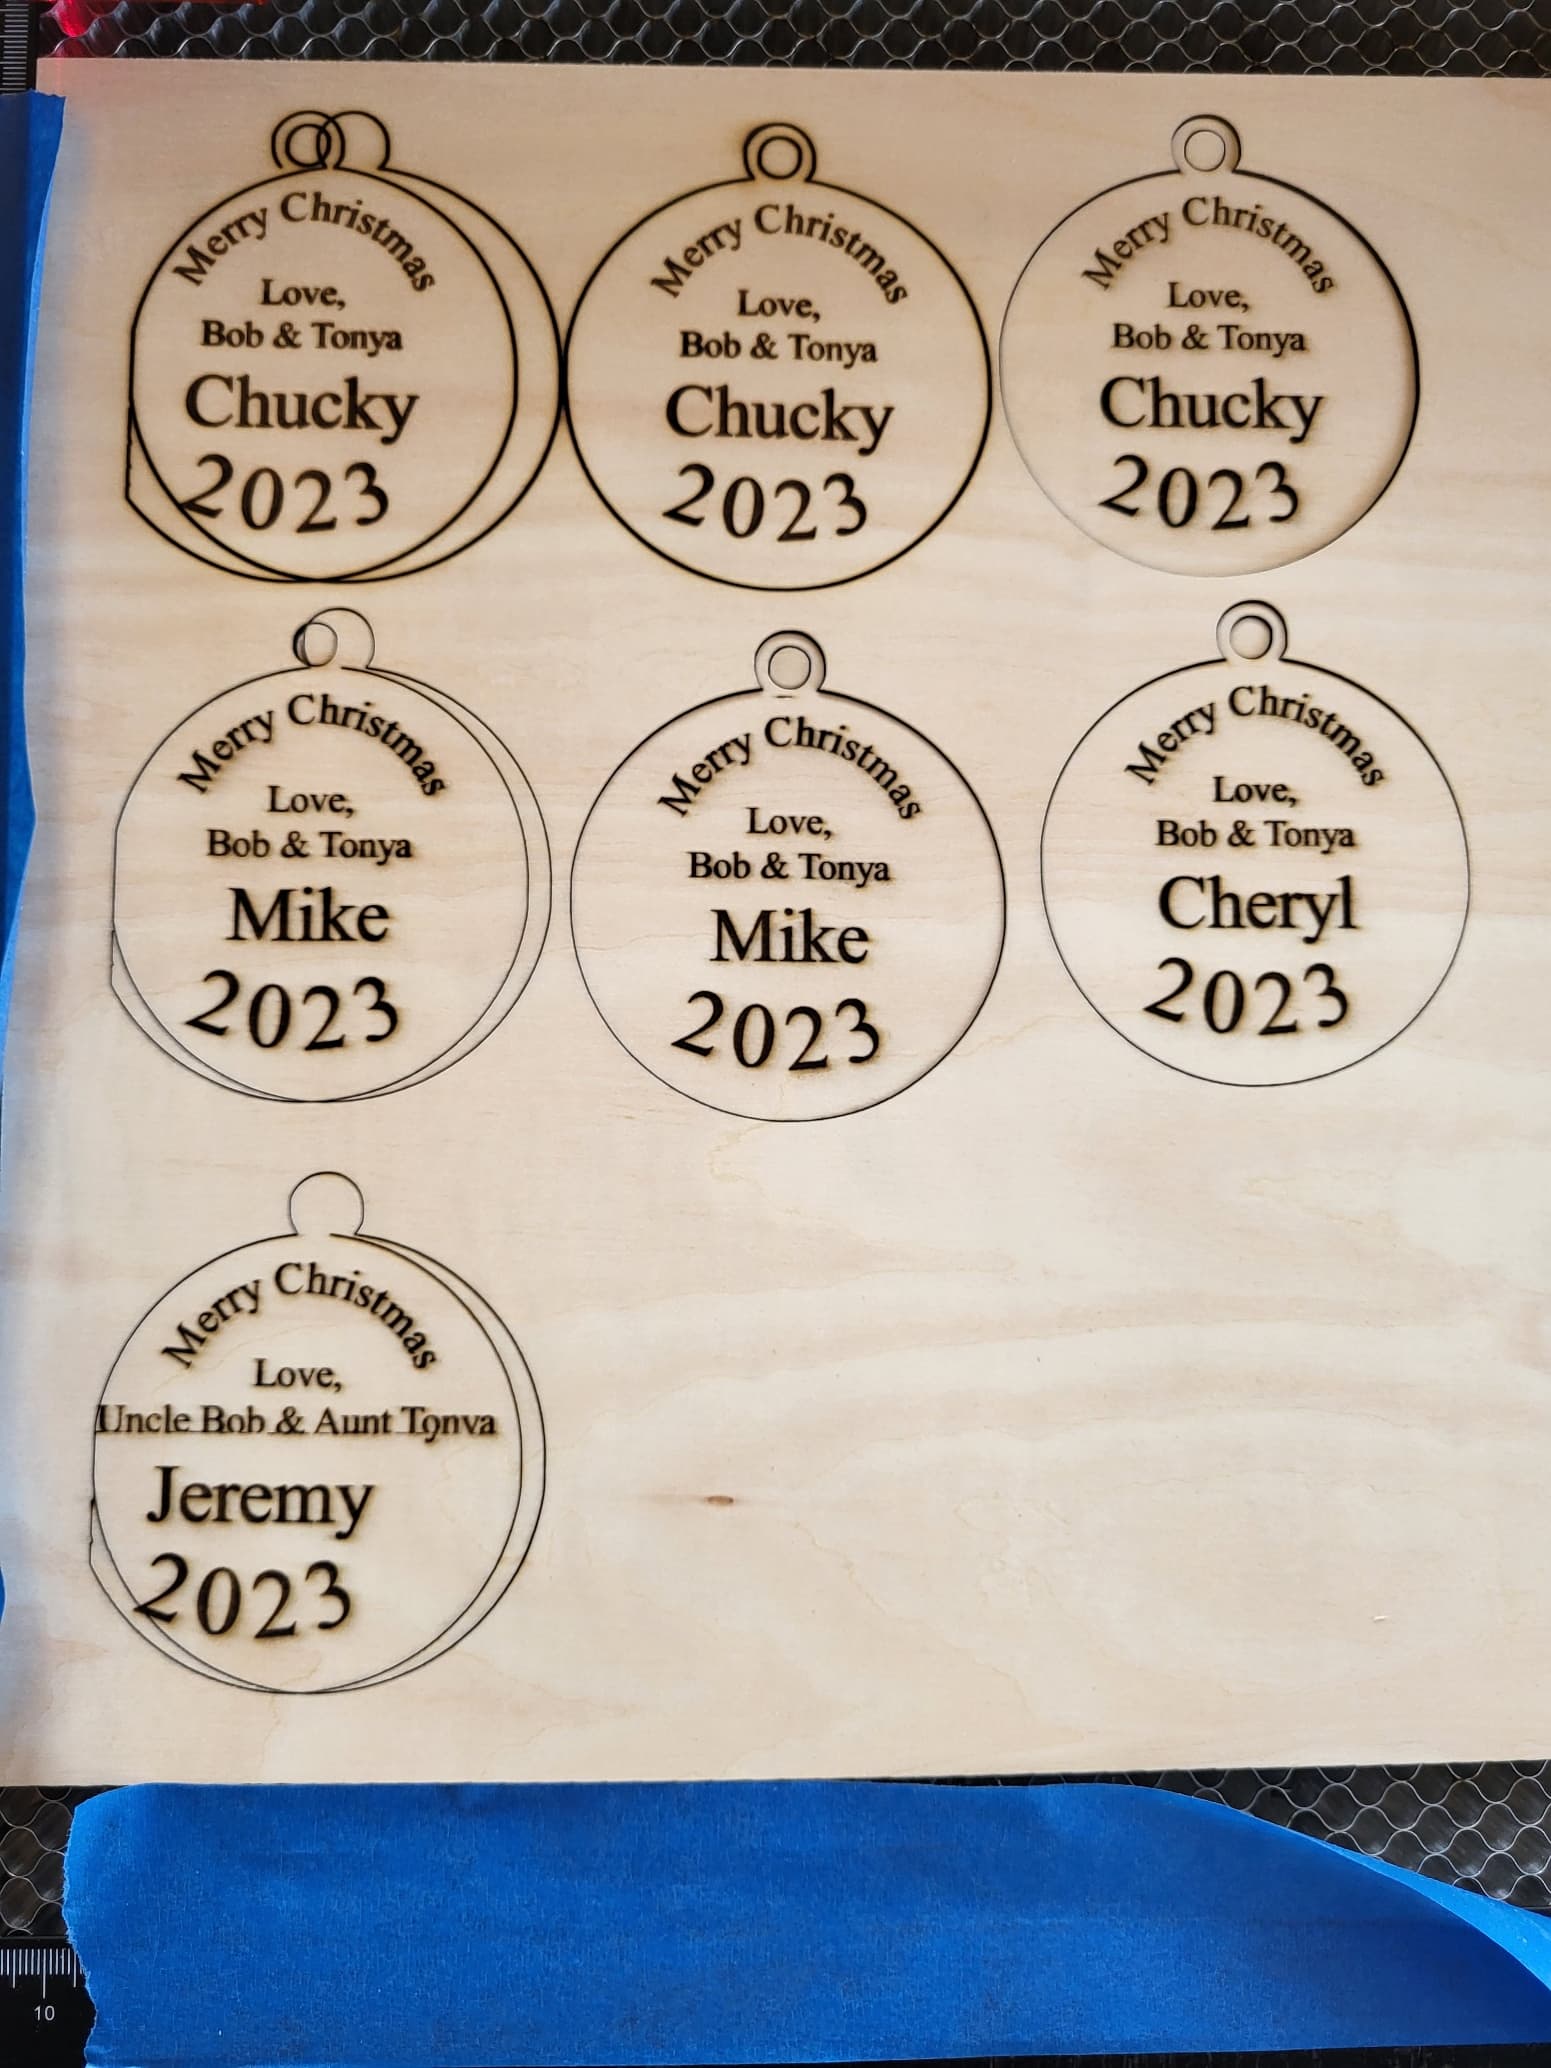 Merry Christmas
Love,
Bob & Tonya
Chucky
2023
Merry Christmas
Love,
Bob & Tonya
Chucky
2023
Merry Christmas
Love,
Bob & Tonya
Chucky
2023
Merry Christmas
Love,
Bob & Tonya
Mike
2023
Merry Christmas
Love,
Bob & Tonya
Mike
2023
Merry Christmas
Love,
Bob & Tonya
Cheryl
2023
Merry Christmas
Love,
Uncle Bob & Aunt Tonya
Jeremy
2023
10